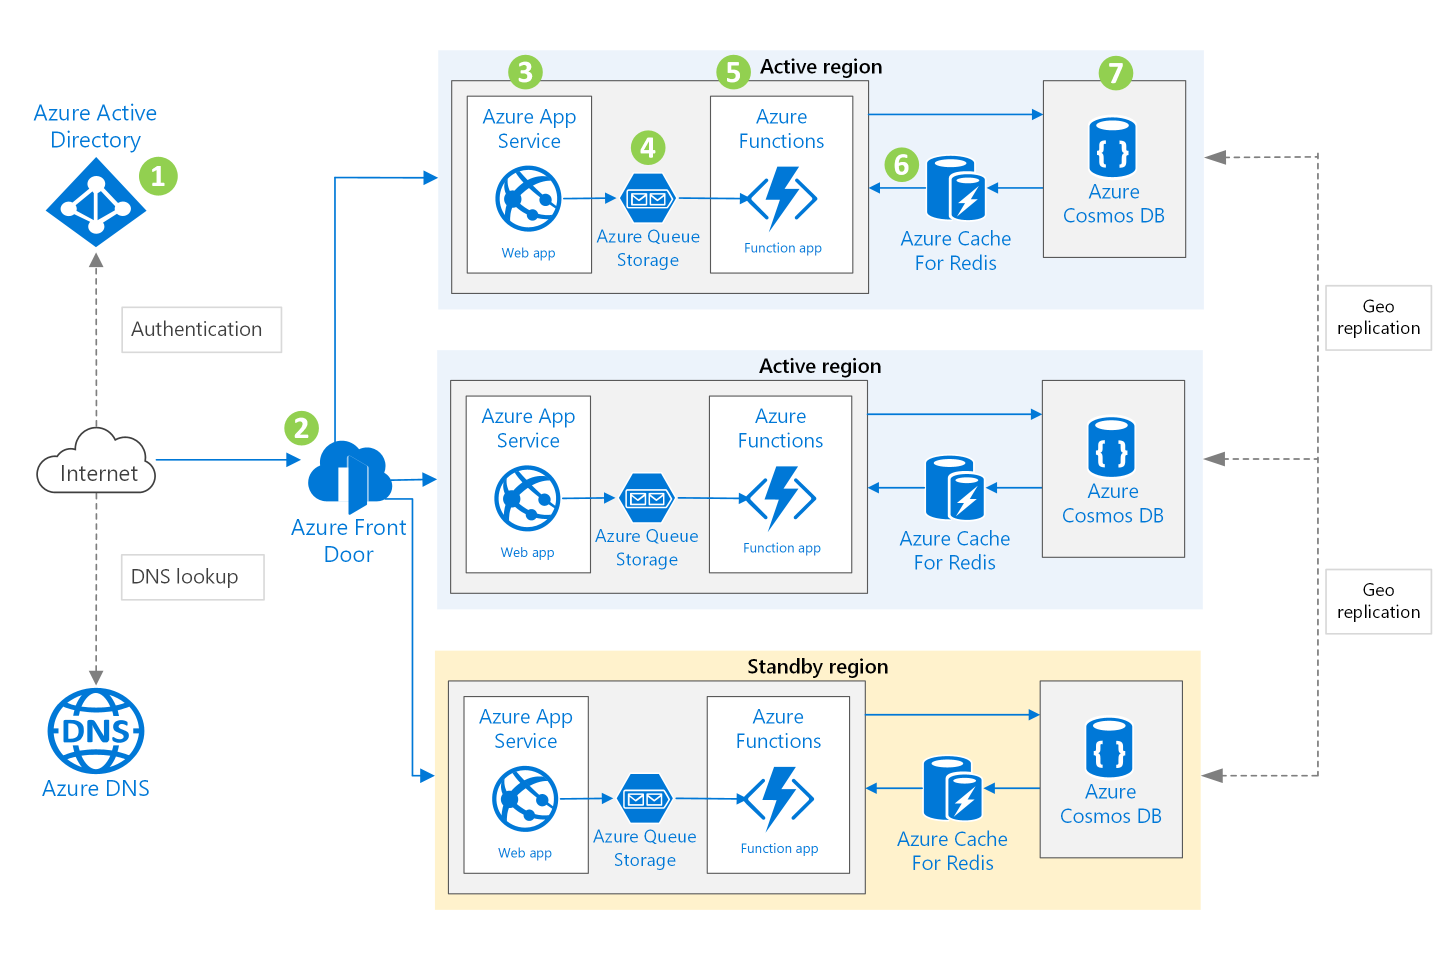 Azure Active
Directory
1
Authentication
Internet
DNS lookup
DNS
Azure DNS
2
Azure Front
Door
Active region
3
Azure App
Service
Web app
4
Azure Queue
Storage
5
Azure
Functions
Function app
6
Azure Cache
For Redis
7
{ }
Azure
Cosmos DB
Active region
Azure App
Service
Web app
Azure Queue
Storage
Azure
Functions
Function app
Azure Cache
For Redis
{ }
Azure
Cosmos DB
Standby region
Azure App
Service
Web app
Azure Queue
Storage
Azure
Functions
Function app
Azure Cache
For Redis
{ }
Azure
Cosmos DB
Geo
replication
Geo
replication